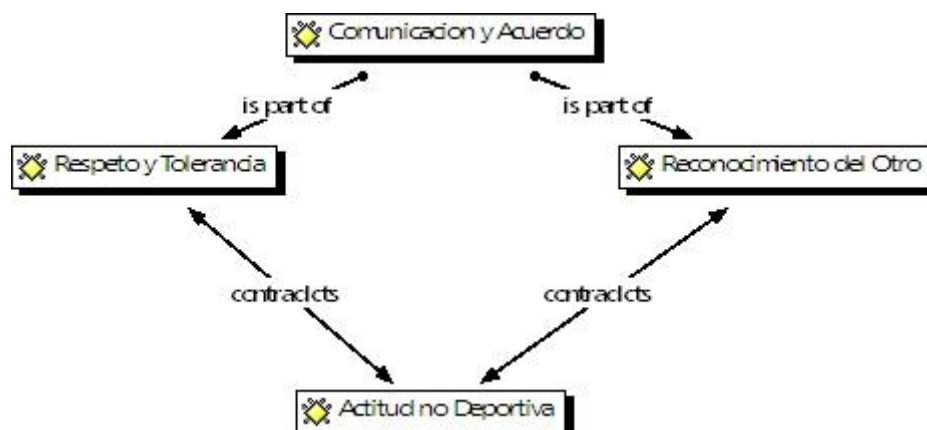 Comunicacion y Acuerdo
is part of
is part of
Respeto y Tolerancia
Reconocimiento del Otro
contradicts
contradicts
Actitud no Deportiva